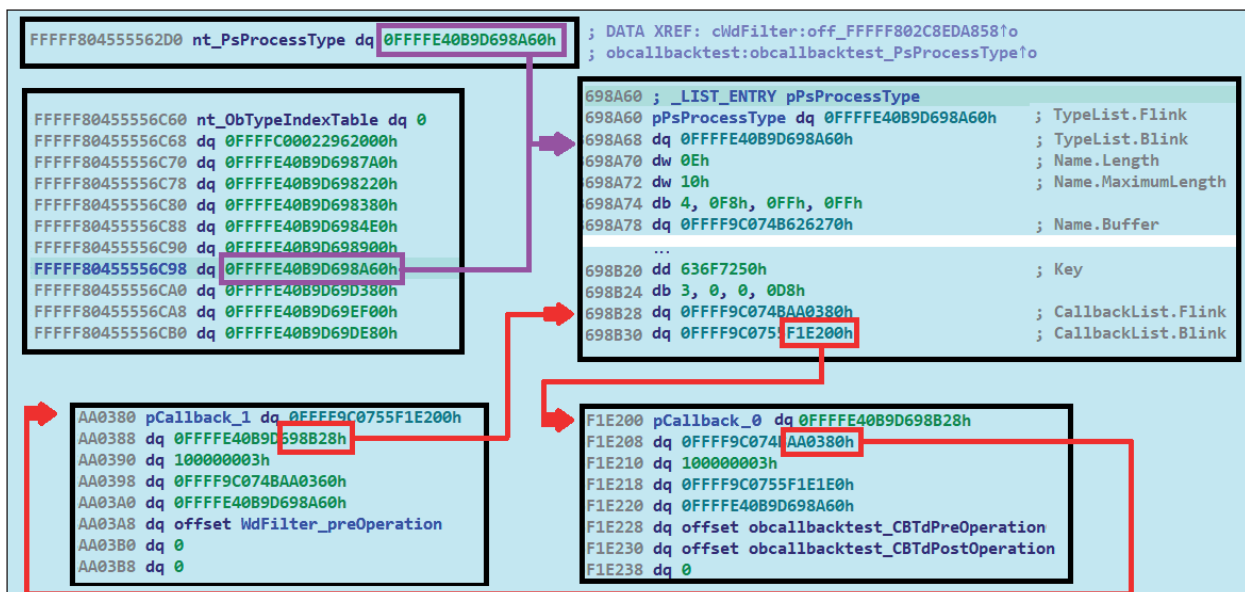 FFFFF804555562D0 nt_PsProcessType dq 0FFFFE40B9D698A60h ; DATA XREF: cWdFilter:off_FFFFF802C8EDA858↑o
; obcallbacktest:obcallbacktest_PsProcessType↑o
FFFFF80455556C60 nt_ObTypeIndexTable dq 0
FFFFF80455556C68 dq 0FFFFC00022962000h
FFFFF80455556C70 dq 0FFFFE40B9D6987A0h
FFFFF80455556C78 dq 0FFFFE40B9D698220h
FFFFF80455556C80 dq 0FFFFE40B9D698380h
FFFFF80455556C88 dq 0FFFFE40B9D6984E0h
FFFFF80455556C90 dq 0FFFFE40B9D698900h
FFFFF80455556C98 dq 0FFFFE40B9D698A60h
FFFFF80455556CA0 dq 0FFFFE40B9D69D380h
FFFFF80455556CA8 dq 0FFFFE40B9D69EF00h
FFFFF80455556CB0 dq 0FFFFE40B9D69DE80h
698A60 ; _LIST_ENTRY pPsProcessType
698A60 pPsProcessType dq 0FFFFE40B9D698A60h ; TypeList.Flink
698A68 dq 0FFFFE40B9D698A60h ; TypeList.Blink
698A70 dw 0Eh ; Name.Length
698A72 dw 10h ; Name.MaximumLength
698A74 db 4, 0F8h, 0FFh, 0FFh
698A78 dq 0FFFF9C074B626270h ; Name.Buffer
...
698B20 dd 636F7250h ; Key
698B24 db 3, 0, 0, 0D8h
698B28 dq 0FFFF9C074BAA0380h ; CallbackList.Flink
698B30 dq 0FFFF9C0755F1E200h ; CallbackList.Blink
AA0380 pCallback_1 dq 0FFFF9C0755F1E200h
AA0388 dq 0FFFFE40B9D698B28h
AA0390 dq 100000003h
AA0398 dq 0FFFF9C074BAA0360h
AA03A0 dq 0FFFFE40B9D698A60h
AA03A8 dq offset WdFilter_preOperation
AA03B0 dq 0
AA03B8 dq 0
F1E200 pCallback_0 dq 0FFFFE40B9D698B28h
F1E208 dq 0FFFF9C074BAA0380h
F1E210 dq 100000003h
F1E218 dq 0FFFF9C0755F1E1E0h
F1E220 dq 0FFFFE40B9D698A60h
F1E228 dq offset obcallbacktest_CBTdPreOperation
F1E230 dq offset obcallbacktest_CBTdPostOperation
F1E238 dq 0